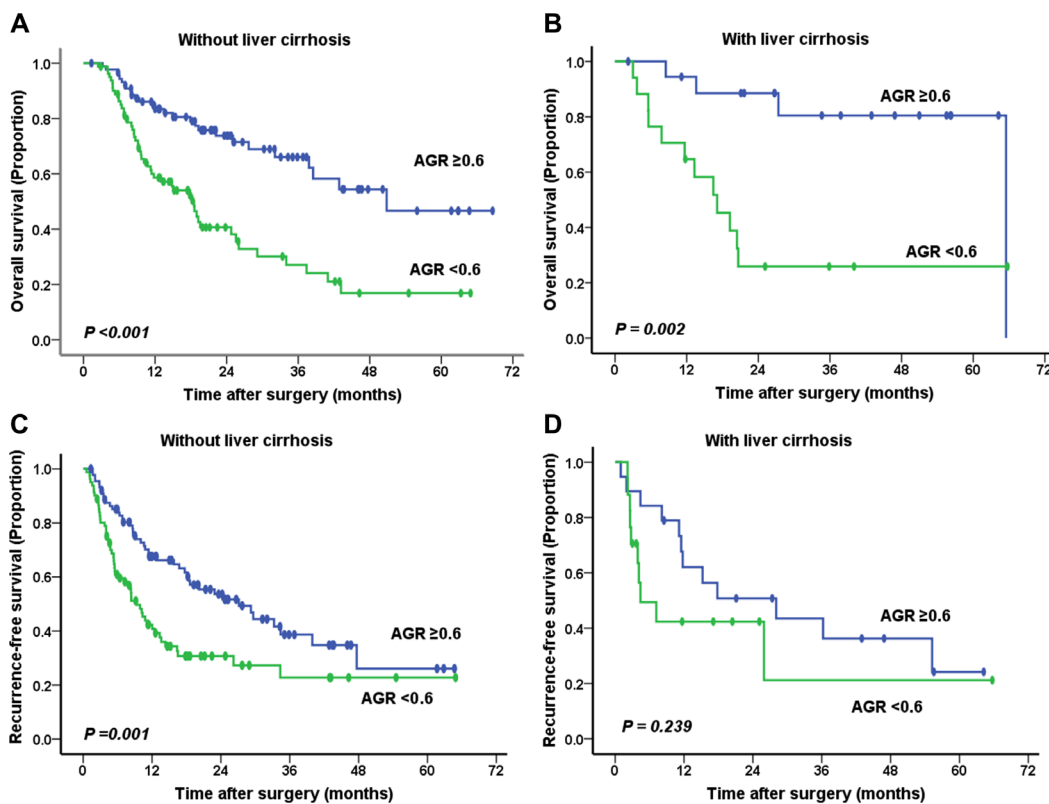 A
Without liver cirrhosis
Overall survival (Proportion)
1.0
0.8
0.6
0.4
0.2
0.0
AGR ≥0.6
AGR <0.6
P <0.001
0 12 24 36 48 60 72
Time after surgery (months)
B
With liver cirrhosis
Overall survival (Proportion)
1.0
0.8
0.6
0.4
0.2
0.0
AGR ≥0.6
AGR <0.6
P = 0.002
0 12 24 36 48 60 72
Time after surgery (months)
C
Without liver cirrhosis
Recurrence-free survival (Proportion)
1.0
0.8
0.6
0.4
0.2
0.0
AGR ≥0.6
AGR <0.6
P =0.001
0 12 24 36 48 60 72
Time after surgery (months)
D
With liver cirrhosis
Recurrence-free survival (Proportion)
1.0
0.8
0.6
0.4
0.2
0.0
AGR ≥0.6
AGR <0.6
P = 0.239
0 12 24 36 48 60 72
Time after surgery (months)